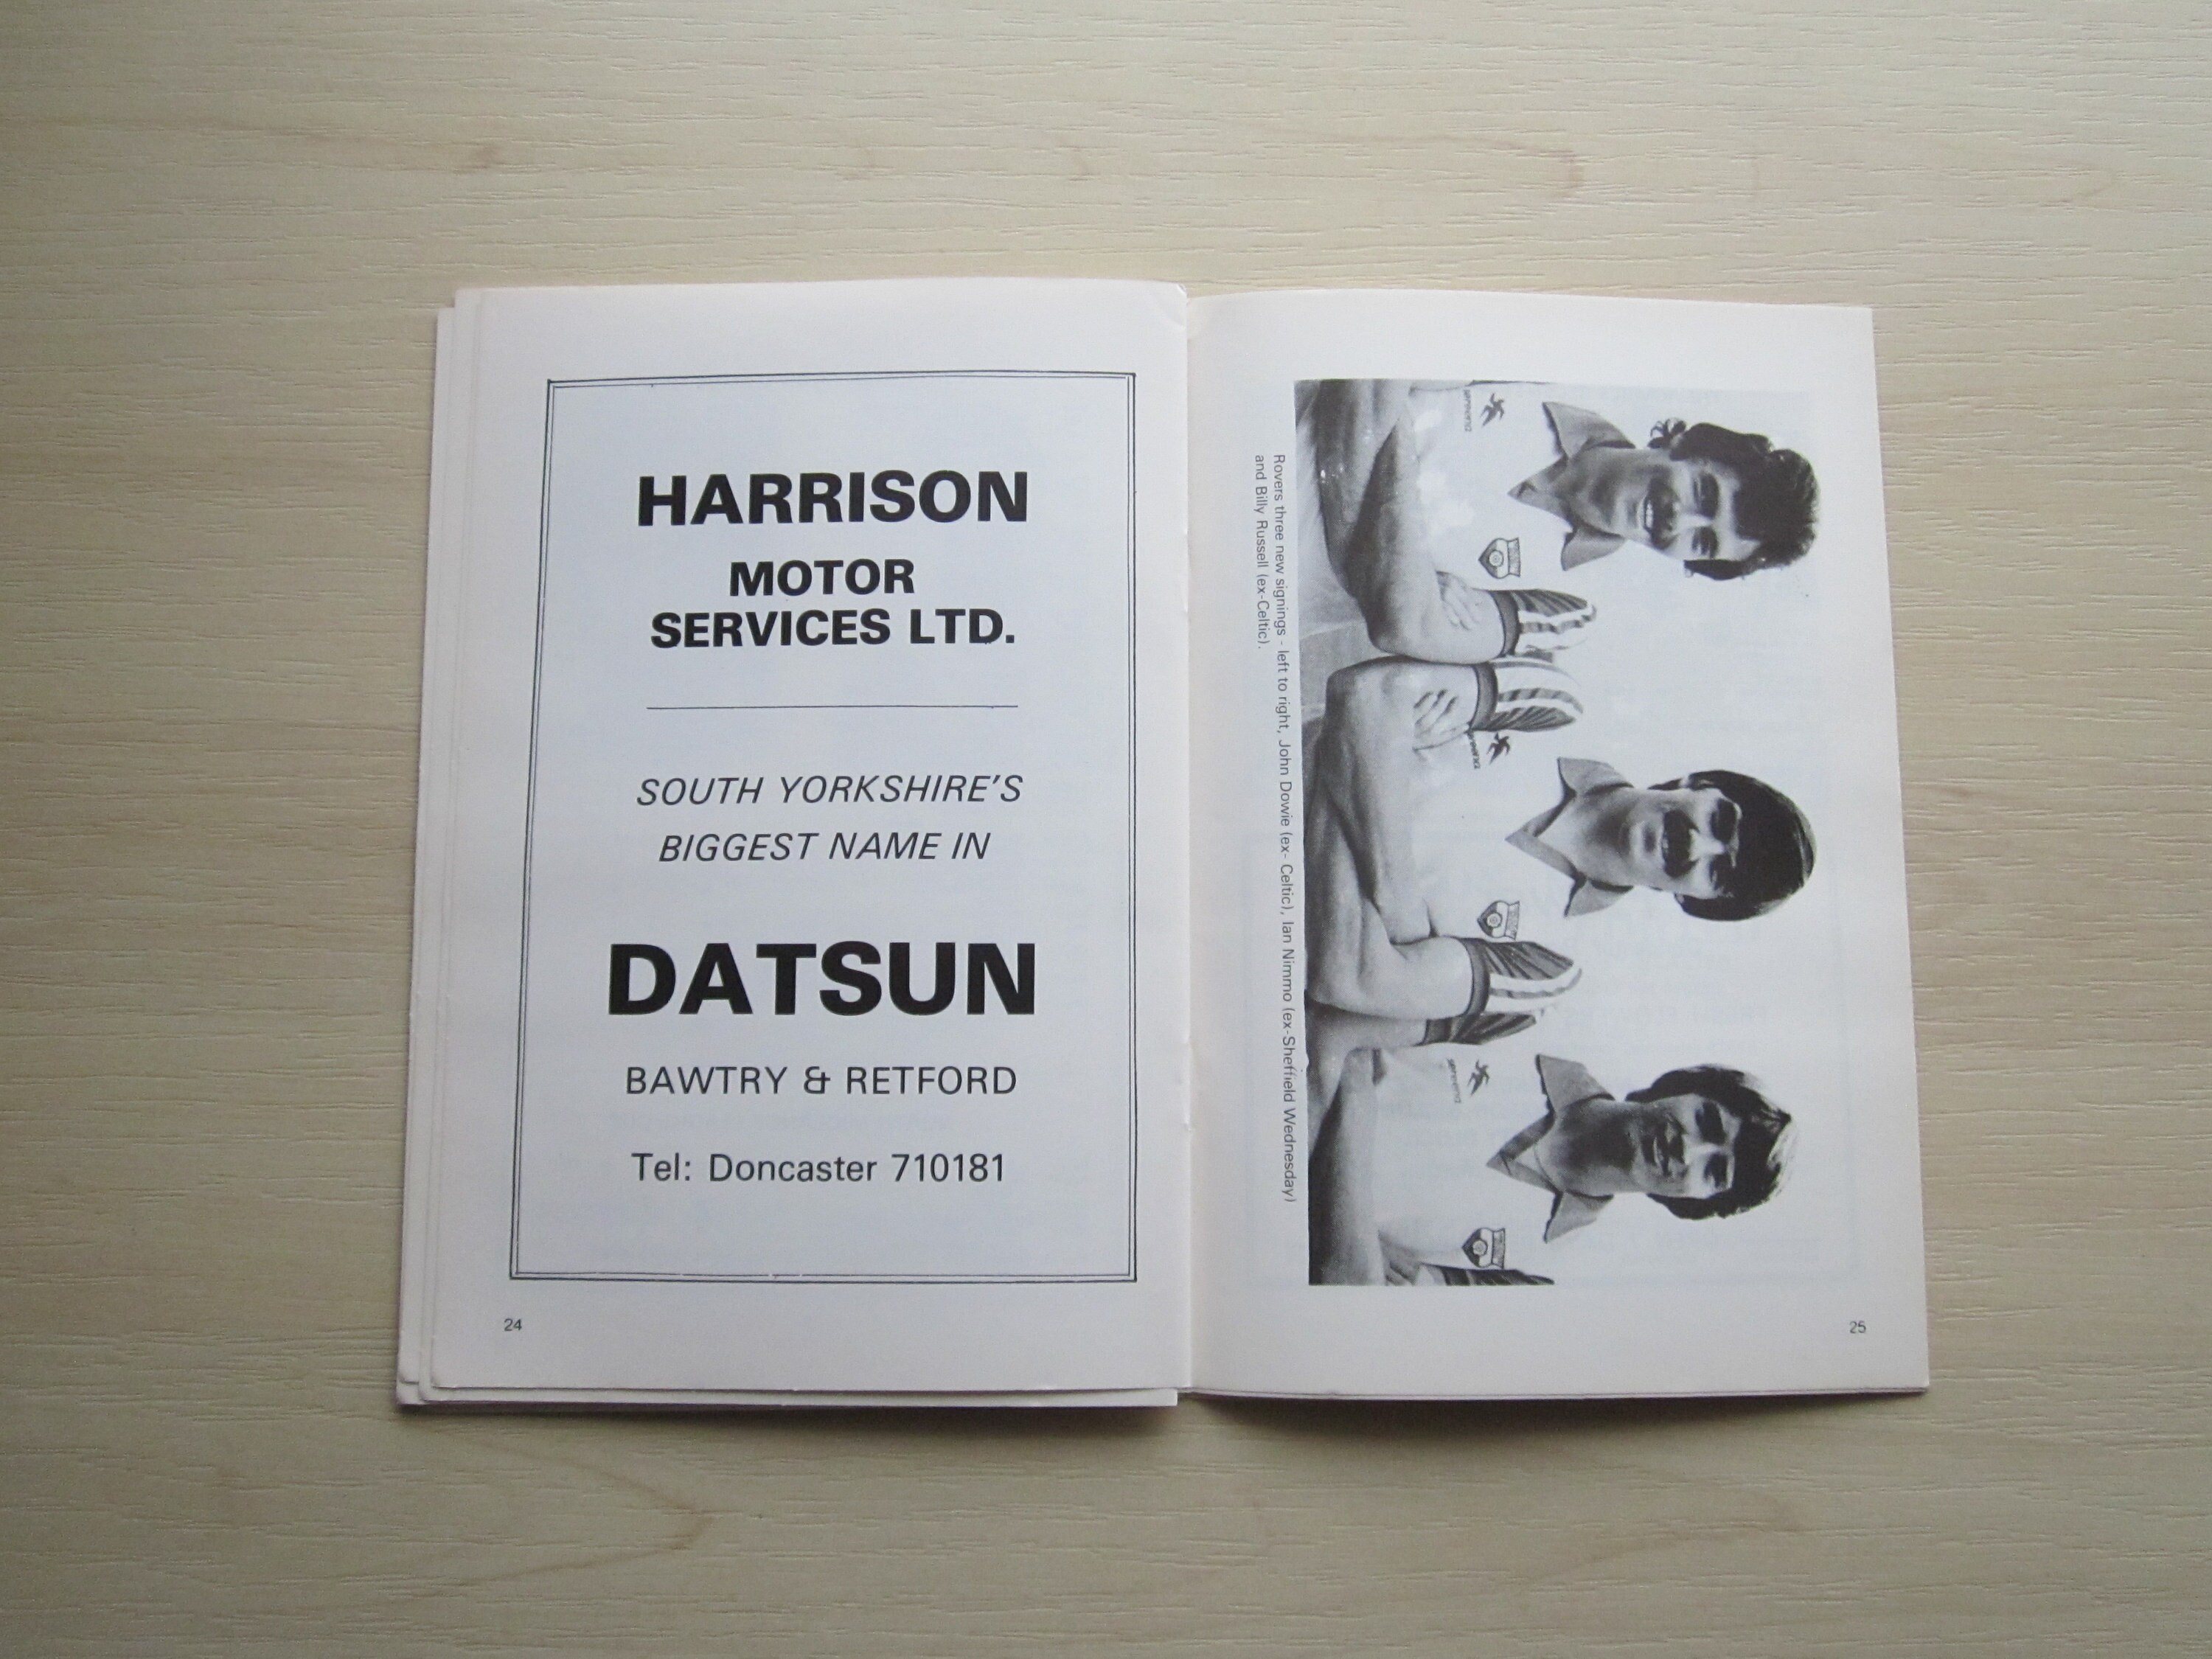 HARRISON
MOTOR
SERVICES LTD.
SOUTH YORKSHIRE'S
BIGGEST NAME IN
DATSUN
BAWTRY & RETFORD
Tel: Doncaster 710181
24
Rovers three new signings - left to right, John Dowie (ex- Celtic), Ian Nimmo (ex-Sheffield Wednesday)
and Billy Russell (ex-Celtic).
25